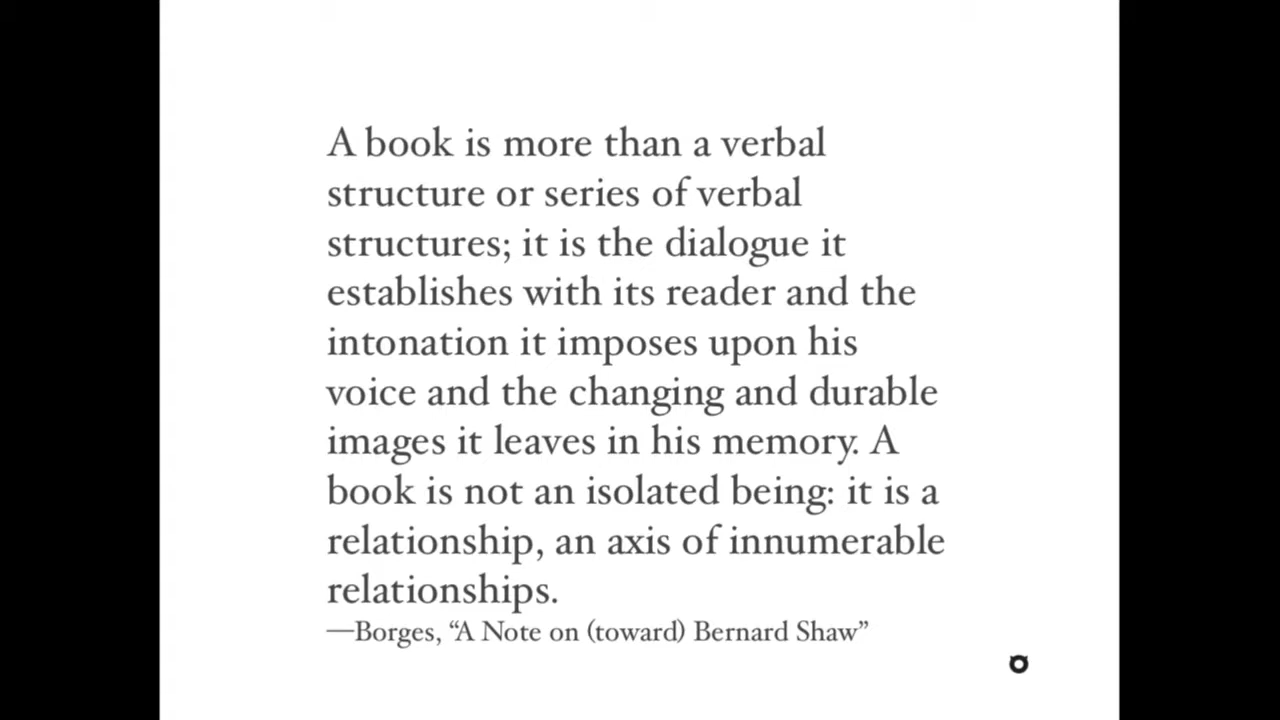 A book is more than a verbal
structure or series of verbal
structures; it is the dialogue it
establishes with its reader and the
intonation it imposes upon his
voice and the changing and durable
images it leaves in his memory. A
book is not an isolated being: it is a
relationship, an axis of innumerable
relationships.
—Borges, “A Note on (toward) Bernard Shaw”